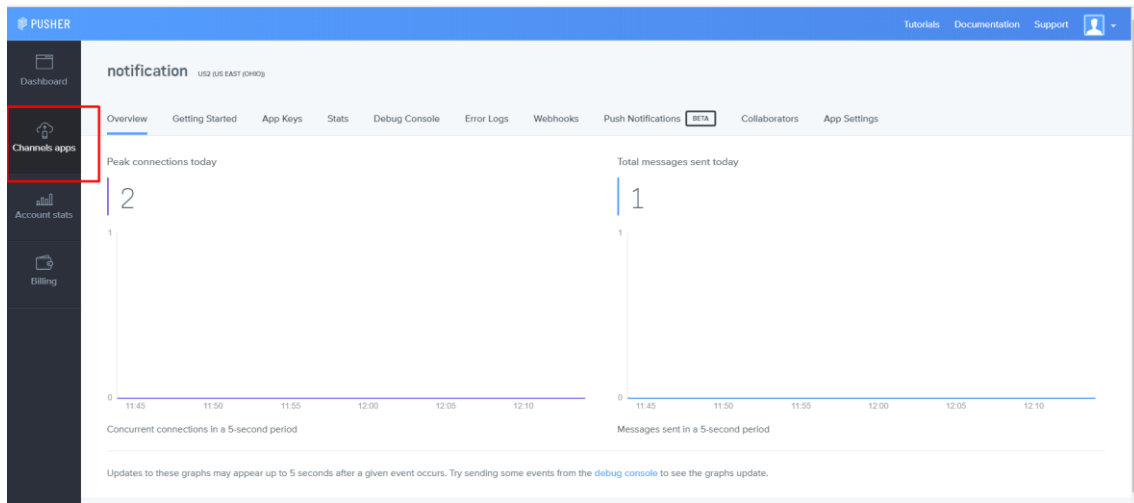 PUSHER
Tutorials Documentation Support
Dashboard
Channels apps
Account stats
Billing
notification US2 (US EAST (OHIO))
Overview Getting Started App Keys Stats Debug Console Error Logs Webhooks Push Notifications BETA Collaborators App Settings
Peak connections today
2
1
0
11:45 11:50 11:55 12:00 12:05 12:10
Concurrent connections in a 5-second period
Total messages sent today
1
1
0
11:45 11:50 11:55 12:00 12:05 12:10
Messages sent in a 5-second period
Updates to these graphs may appear up to 5 seconds after a given event occurs. Try sending some events from the debug console to see the graphs update.